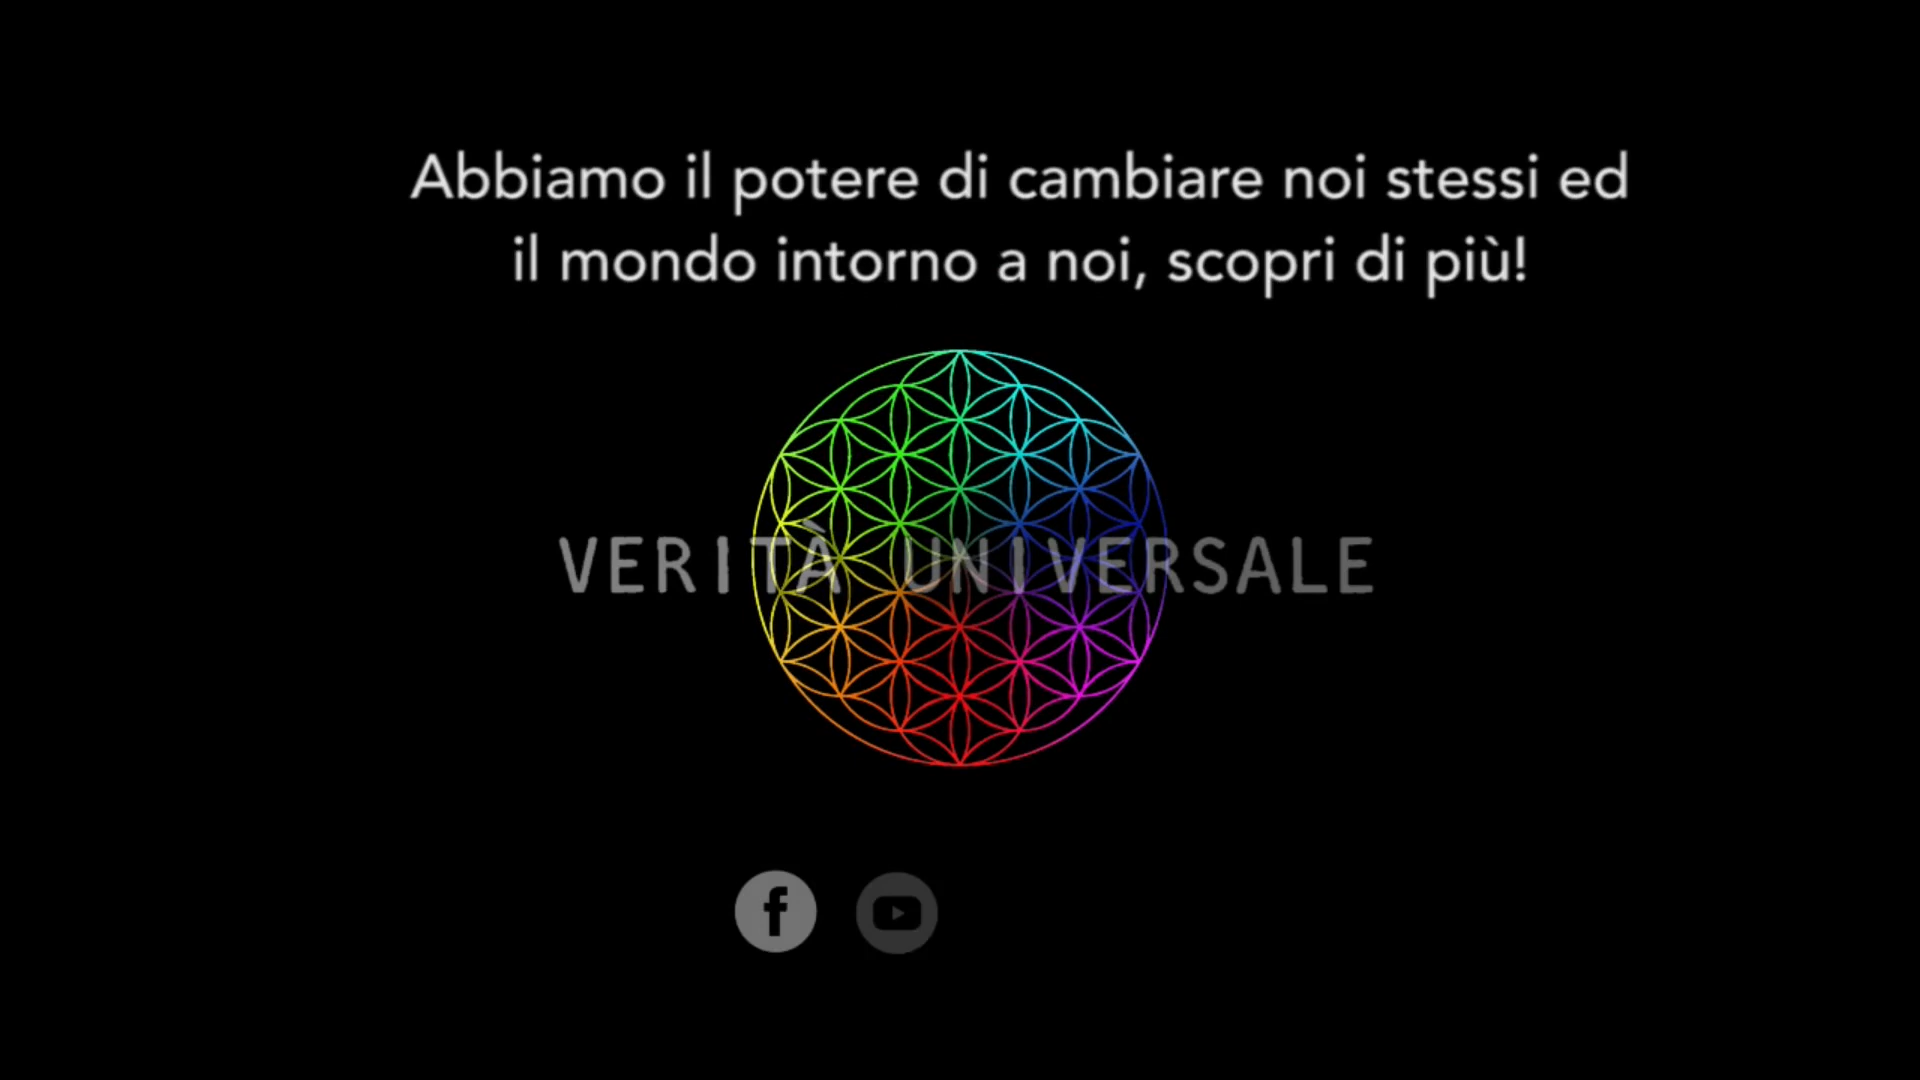 Abbiamo il potere di cambiare noi stessi ed
il mondo intorno a noi, scopri di più!
VERITÀ UNIVERSALE
f